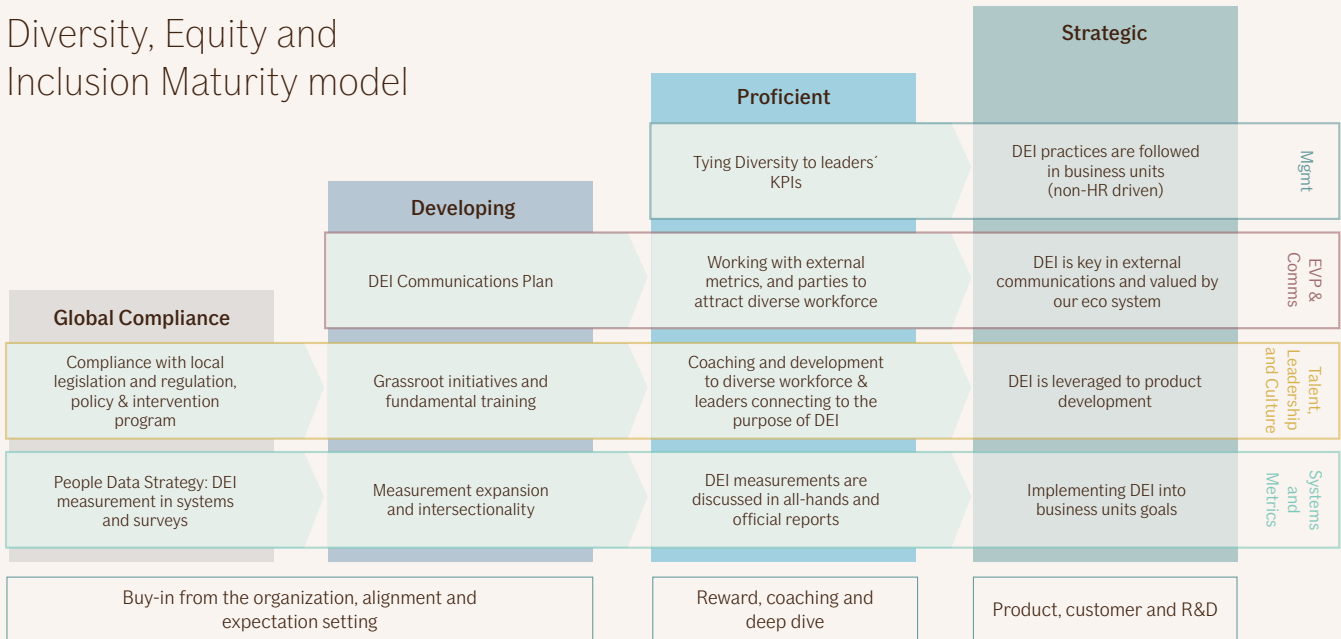 Diversity, Equity and
Inclusion Maturity model
Strategic
Proficient
Tying Diversity to leaders´
KPIs
DEI practices are followed
in business units
(non-HR driven)
Mgmt
Developing
DEI Communications Plan
Working with external
metrics, and parties to
attract diverse workforce
DEI is key in external
communications and valued by
our eco system
EVP &
Comms
Global Compliance
Compliance with local
legislation and regulation,
policy & intervention
program
Grassroot initiatives and
fundamental training
Coaching and development
to diverse workforce &
leaders connecting to the
purpose of DEI
DEI is leveraged to product
development
Talent,
Leadership
and Culture
People Data Strategy: DEI
measurement in systems
and surveys
Measurement expansion
and intersectionality
DEI measurements are
discussed in all-hands and
official reports
Implementing DEI into
business units goals
Systems
and
Metrics
Buy-in from the organization, alignment and
expectation setting
Reward, coaching and
deep dive
Product, customer and R&D